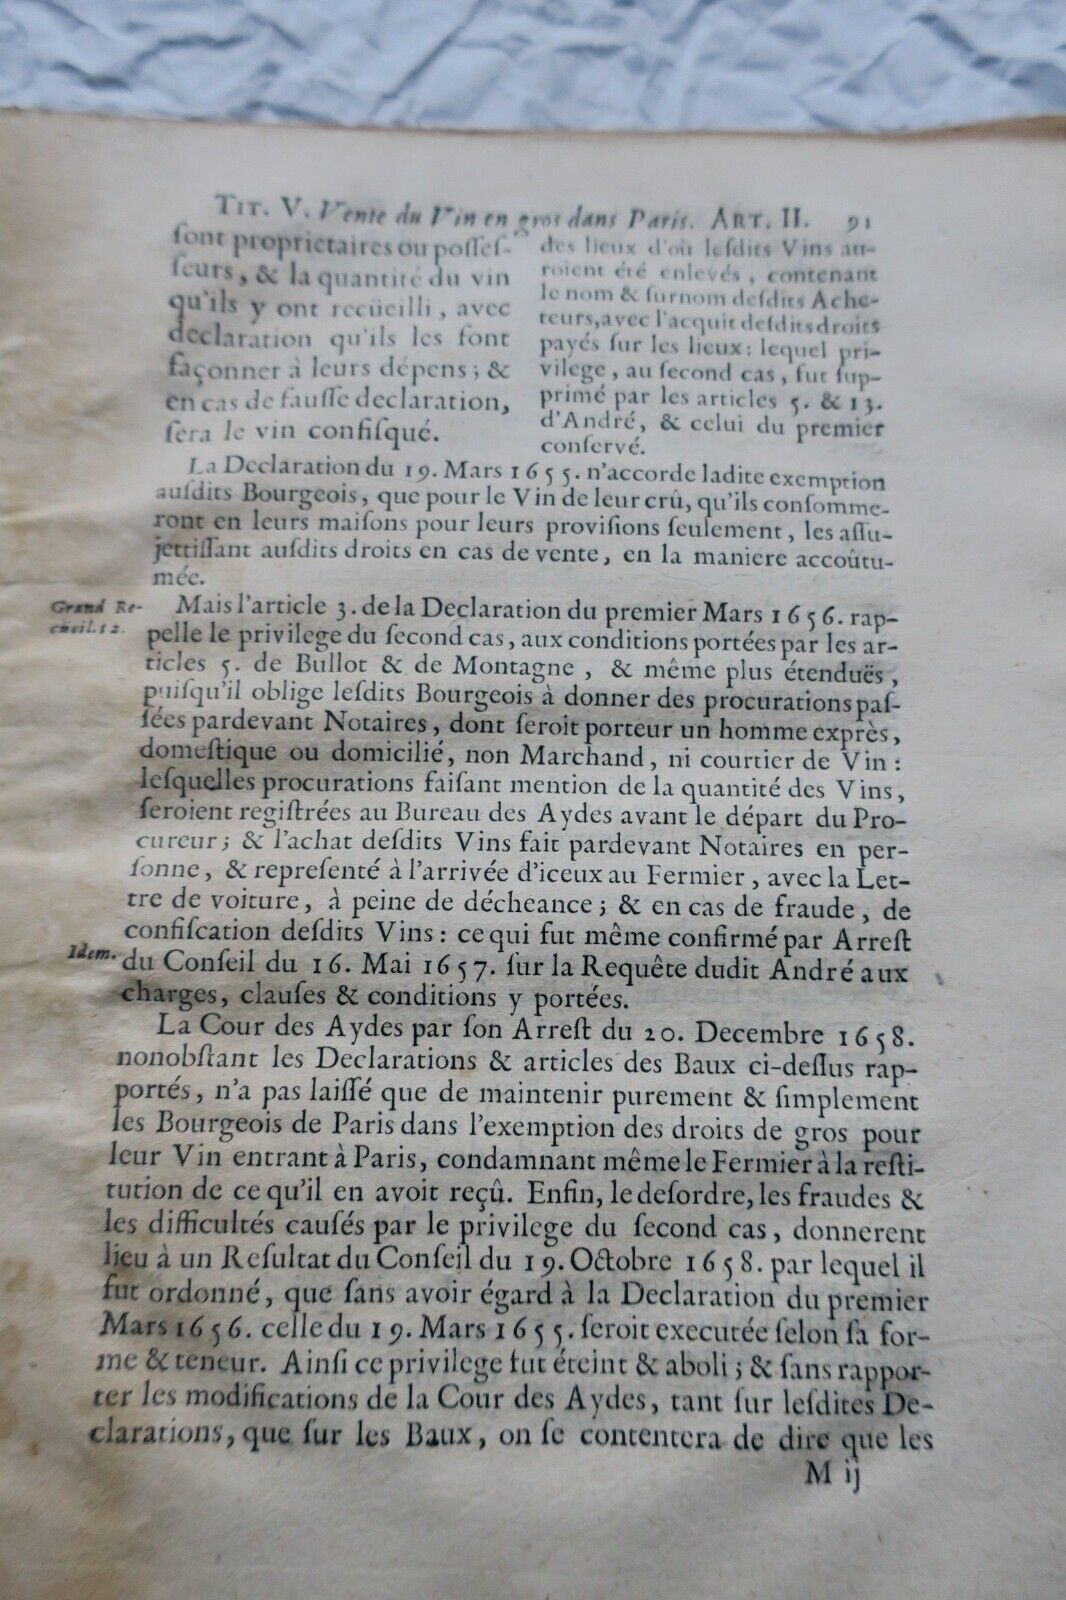 TIT. V. Vente du Vin en gros dans Paris. ART. II. 91
ſont proprietaires ou poſſeſ-
ſeurs, & la quantité du vin
qu'ils y ont recüeilli, avec
declaration qu'ils les font
façonner à leurs dépens; &
en cas de fauſſe declaration,
ſera le vin confiſqué.
des lieux d'où leſdits Vins au-
roient été enlevés, contenant
le nom & ſurnom deſdits Ache-
teurs, avec l'acquit deſdits droits
payés ſur les lieux: lequel pri-
vilege, au ſecond cas, fut ſup-
primé par les articles 5. & 13.
d'André, & celui du premier
conſervé.
La Declaration du 19. Mars 1655. n'accorde ladite exemption
auſdits Bourgeois, que pour le Vin de leur crû, qu'ils conſomme-
ront en leurs maiſons pour leurs proviſions ſeulement, les aſſu-
jettiſſant auſdits droits en cas de vente, en la maniere accoûtu-
mée.
Grand Re-
cueil. 12.
Mais l'article 3. de la Declaration du premier Mars 1656. rap-
pelle le privilege du ſecond cas, aux conditions portées par les ar-
ticles 5. de Bullot & de Montagne, & même plus étenduës,
puiſqu'il oblige leſdits Bourgeois à donner des procurations paſ-
ſées pardevant Notaires, dont ſeroit porteur un homme exprès,
domeſtique ou domicilié, non Marchand, ni courtier de Vin:
leſquelles procurations faiſant mention de la quantité des Vins,
ſeroient regiſtrées au Bureau des Aydes avant le départ du Pro-
cureur; & l'achat deſdits Vins fait pardevant Notaires en per-
ſonne, & repreſenté à l'arrivée d'iceux au Fermier, avec la Let-
tre de voiture, à peine de décheance; & en cas de fraude, de
confiſcation deſdits Vins: ce qui fut même confirmé par Arreſt
Idem. du Conſeil du 16. Mai 1657. ſur la Requête dudit André aux
charges, clauſes & conditions y portées.
La Cour des Aydes par ſon Arreſt du 20. Decembre 1658.
nonobſtant les Declarations & articles des Baux ci-deſſus rap-
portés, n'a pas laiſſé que de maintenir purement & ſimplement
les Bourgeois de Paris dans l'exemption des droits de gros pour
leur Vin entrant à Paris, condamnant même le Fermier à la reſti-
tution de ce qu'il en avoit reçû. Enfin, le deſordre, les fraudes &
les difficultés cauſés par le privilege du ſecond cas, donnerent
lieu à un Reſultat du Conſeil du 19. Octobre 1658. par lequel il
fut ordonné, que ſans avoir égard à la Declaration du premier
Mars 1656. celle du 19. Mars 1655. ſeroit executée ſelon ſa for-
me & teneur. Ainſi ce privilege fut éteint & aboli; & ſans rappor-
ter les modifications de la Cour des Aydes, tant ſur leſdites De-
clarations, que ſur les Baux, on ſe contentera de dire que les
M ij